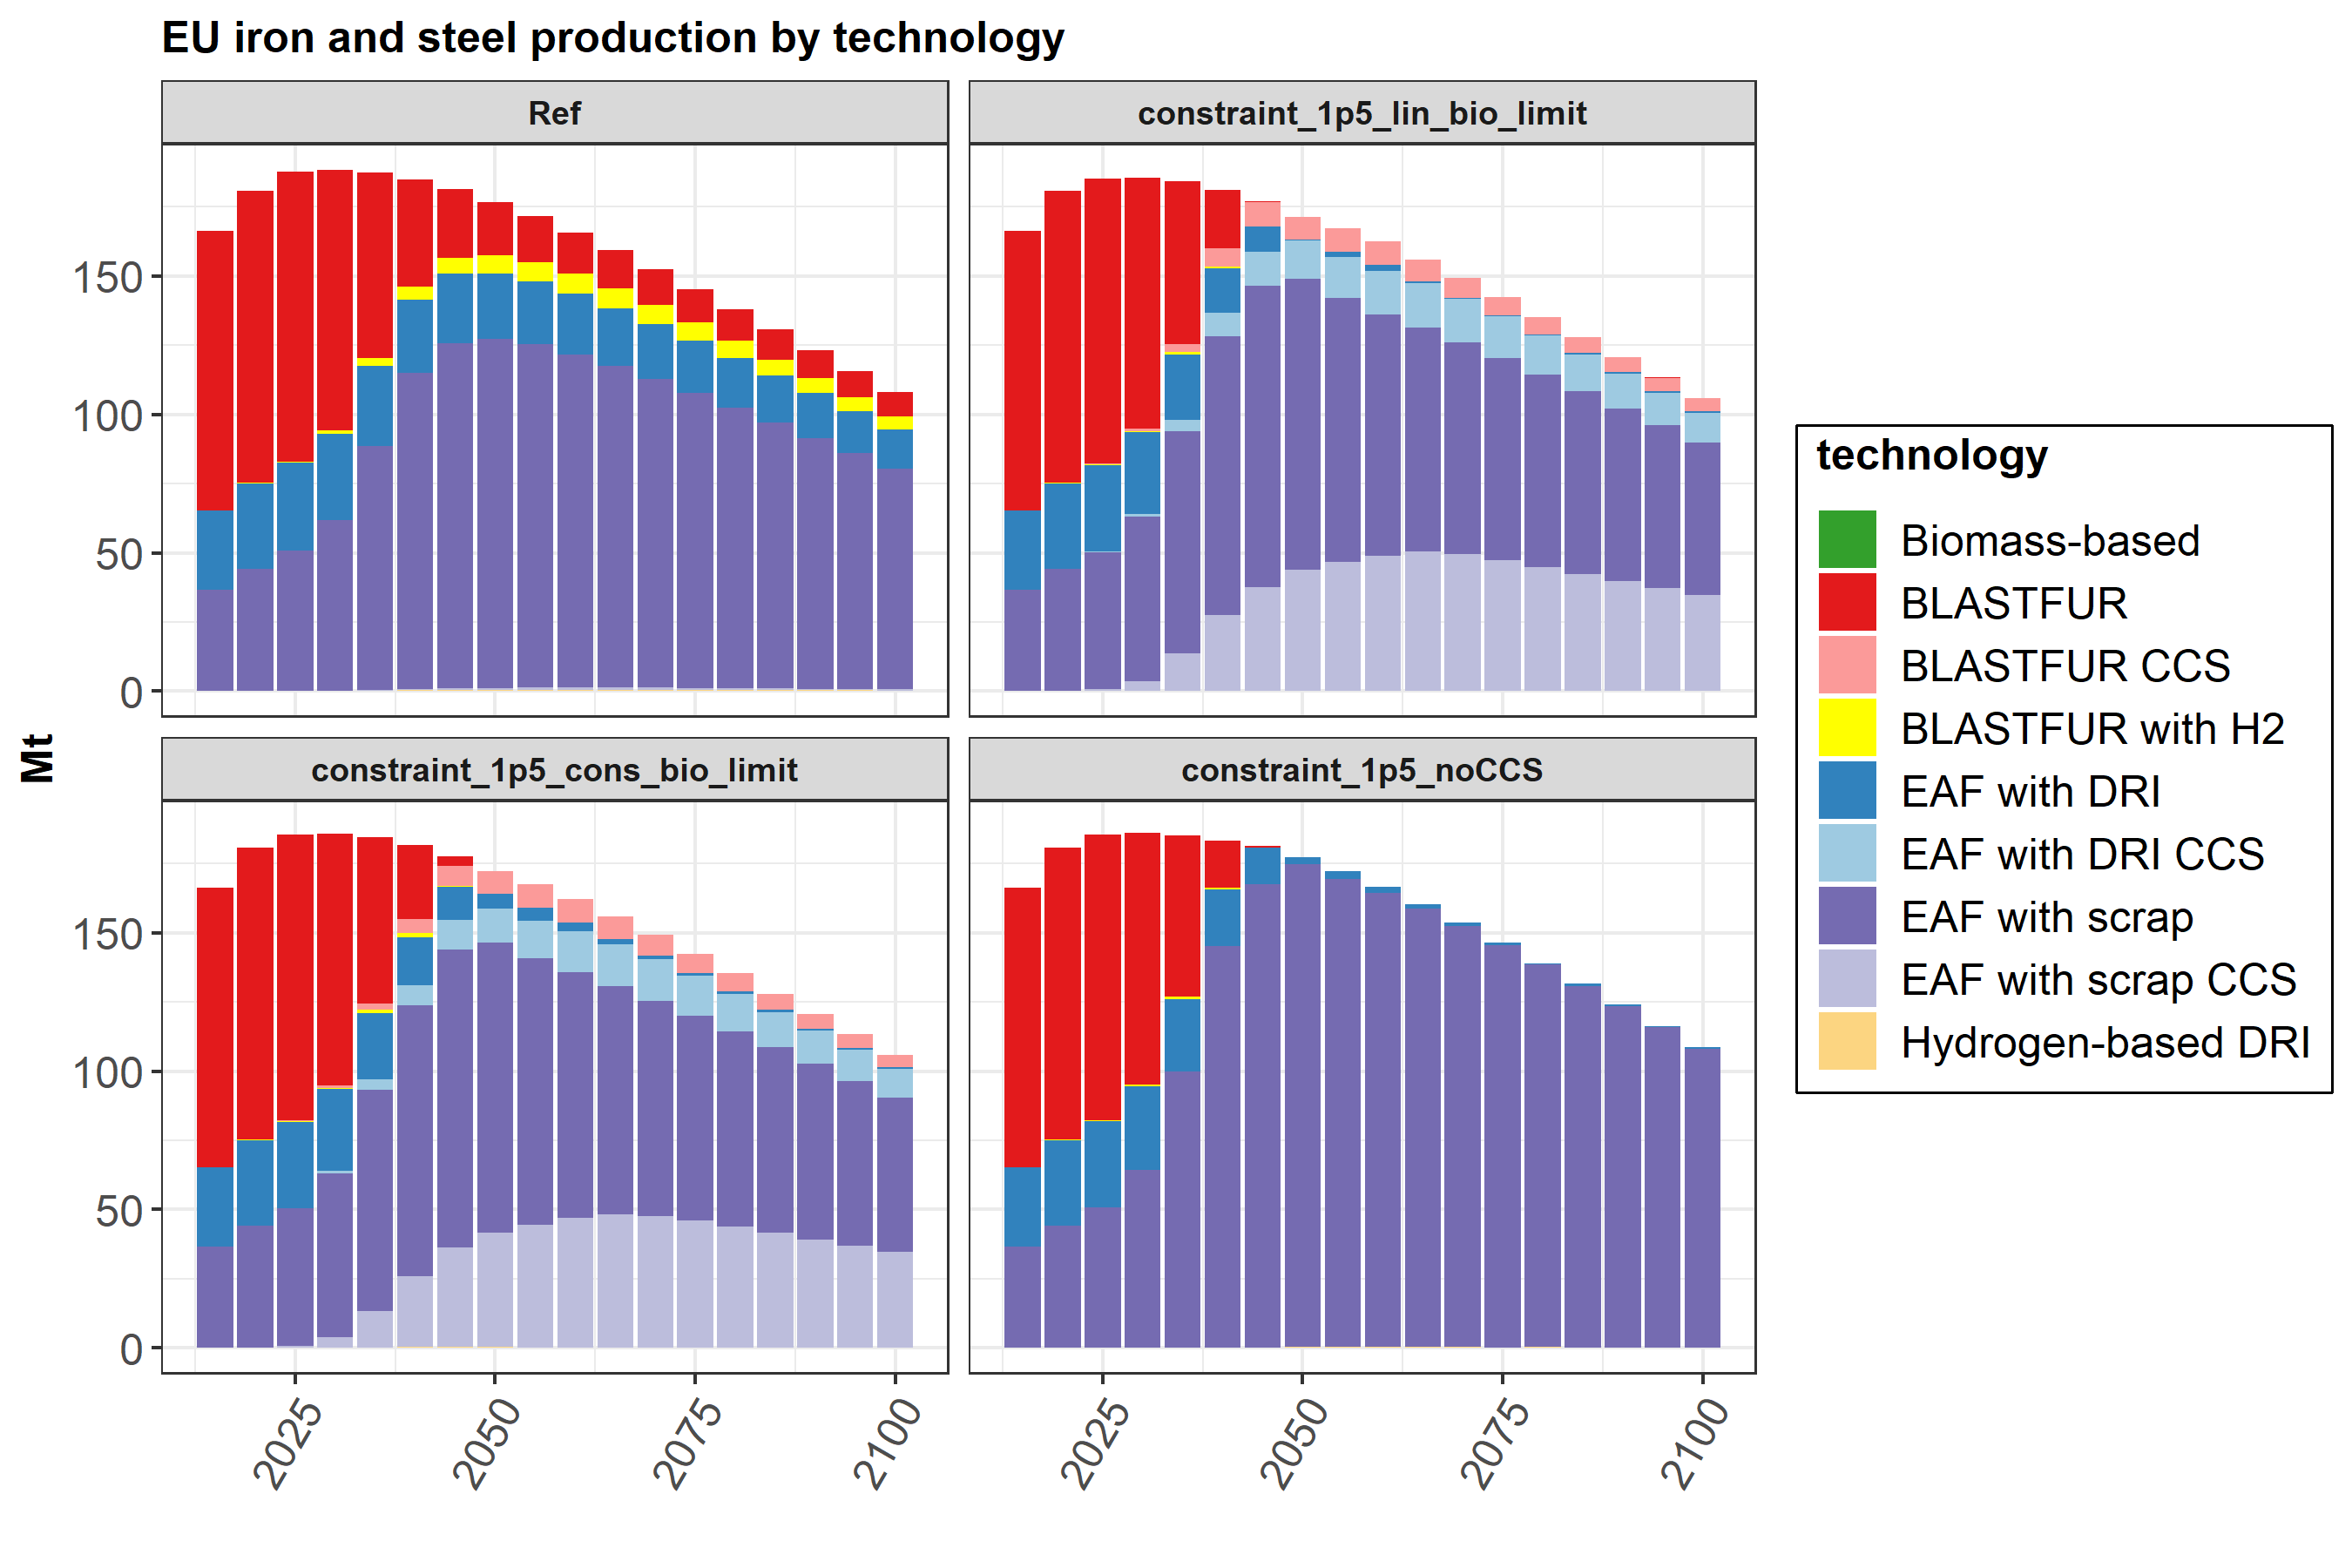 EU iron and steel production by technology
Ref
constraint_1p5_lin_bio_limit
150
100
50
0
Mt
constraint_1p5_cons_bio_limit
constraint_1p5_noCCS
150
100
50
0
2025
2050
2075
2100
2025
2050
2075
2100
technology
Biomass-based
BLASTFUR
BLASTFUR CCS
BLASTFUR with H2
EAF with DRI
EAF with DRI CCS
EAF with scrap
EAF with scrap CCS
Hydrogen-based DRI